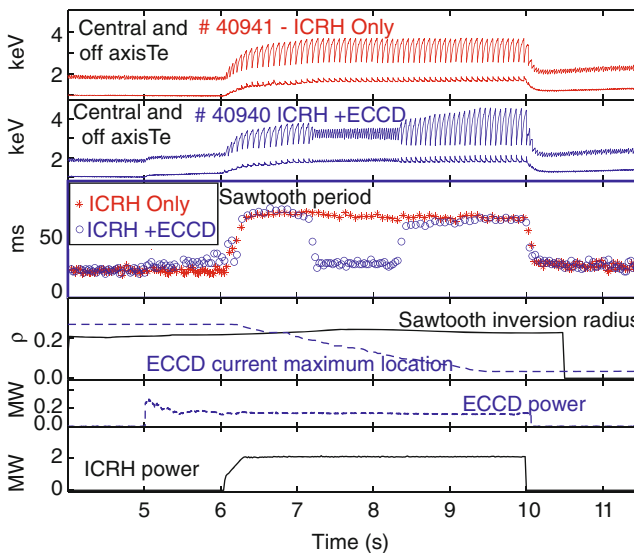 Central and # 40941 - ICRH Only
off axisTe
keV
4
2
Central and # 40940 ICRH +ECCD
off axisTe
keV
4
2
Sawtooth period
ICRH Only
ICRH +ECCD
ms
50
0
Sawtooth inversion radius
ECCD current maximum location
ρ
0.2
0.0
ECCD power
MW
0.2
0.0
ICRH power
MW
2
0
5 6 7 8 9 10 11
Time (s)